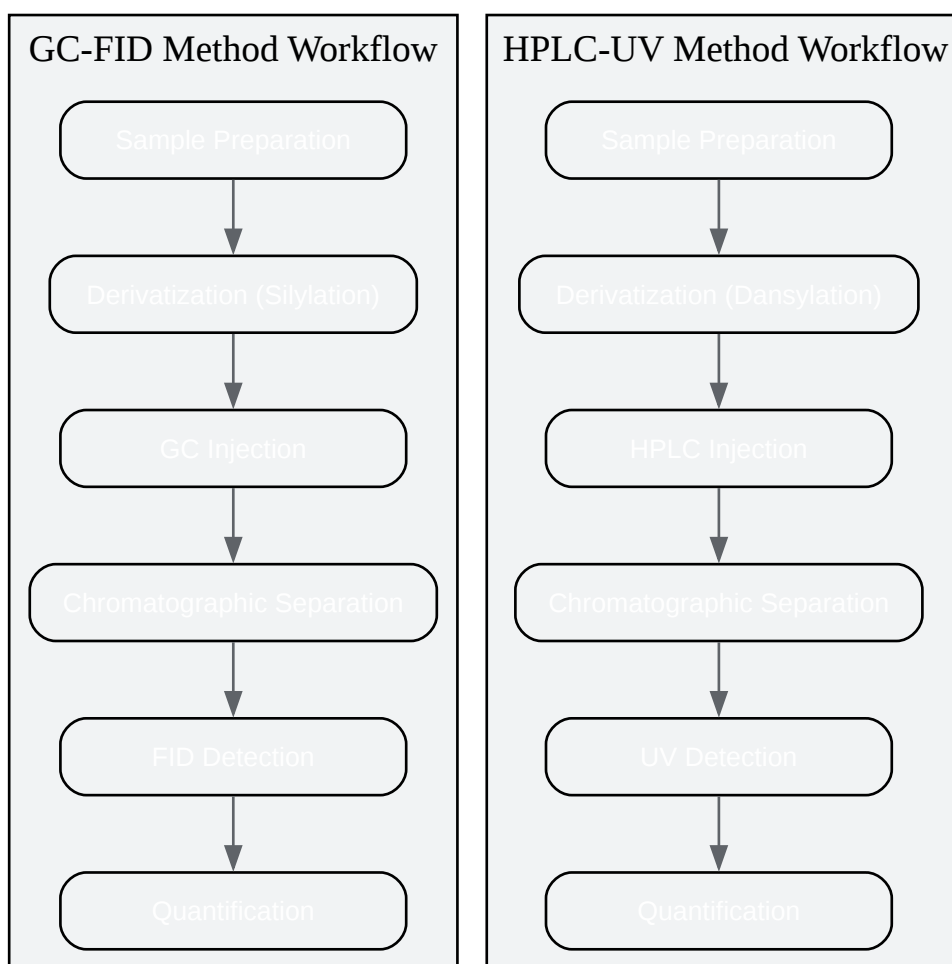 GC-FID Method Workflow
Sample Preparation
Derivatization (Silylation)
GC Injection
Chromatographic Separation
FID Detection
Quantification
HPLC-UV Method Workflow
Sample Preparation
Derivatization (Dansylation)
HPLC Injection
Chromatographic Separation
UV Detection
Quantification